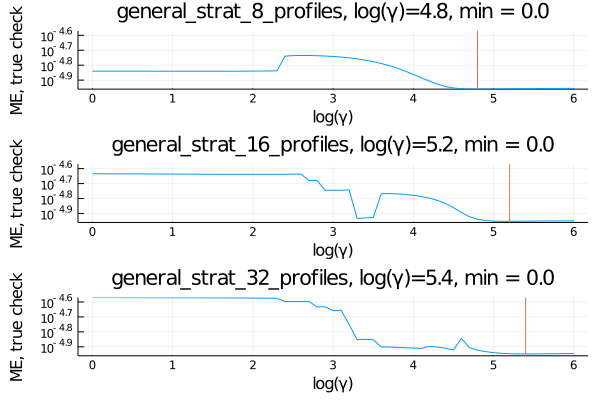 general_strat_8_profiles, log(γ)=4.8, min = 0.0
ME, true check
10^-4.6
10^-4.7
10^-4.8
10^-4.9
0 1 2 3 4 5 6
log(γ)
general_strat_16_profiles, log(γ)=5.2, min = 0.0
ME, true check
10^-4.6
10^-4.7
10^-4.8
10^-4.9
0 1 2 3 4 5 6
log(γ)
general_strat_32_profiles, log(γ)=5.4, min = 0.0
ME, true check
10^-4.6
10^-4.7
10^-4.8
10^-4.9
0 1 2 3 4 5 6
log(γ)